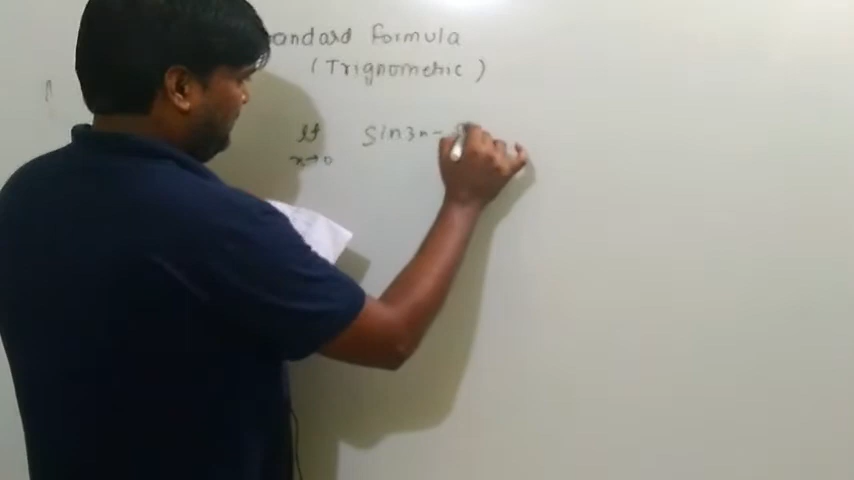 andard Formula
(Trignometric)
lt sin3x -
x→0